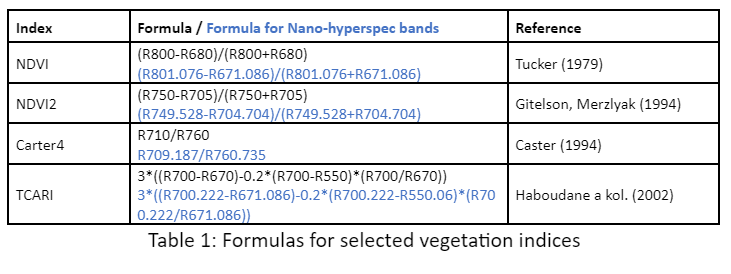 Index Formula / Formula for Nano-hyperspec bands Reference
NDVI (R800-R680)/(R800+R680) Tucker (1979)
(R801.076-R671.086)/(R801.076+R671.086)
NDVI2 (R750-R705)/(R750+R705) Gitelson, Merzlyak (1994)
(R749.528-R704.704)/(R749.528+R704.704)
Carter4 R710/R760 Caster (1994)
R709.187/R760.735
TCARI 3*((R700-R670)-0.2*(R700-R550)*(R700/R670)) Haboudane a kol. (2002)
3*((R700.222-R671.086)-0.2*(R700.222-R550.06)*(R70
0.222/R671.086))
Table 1: Formulas for selected vegetation indices